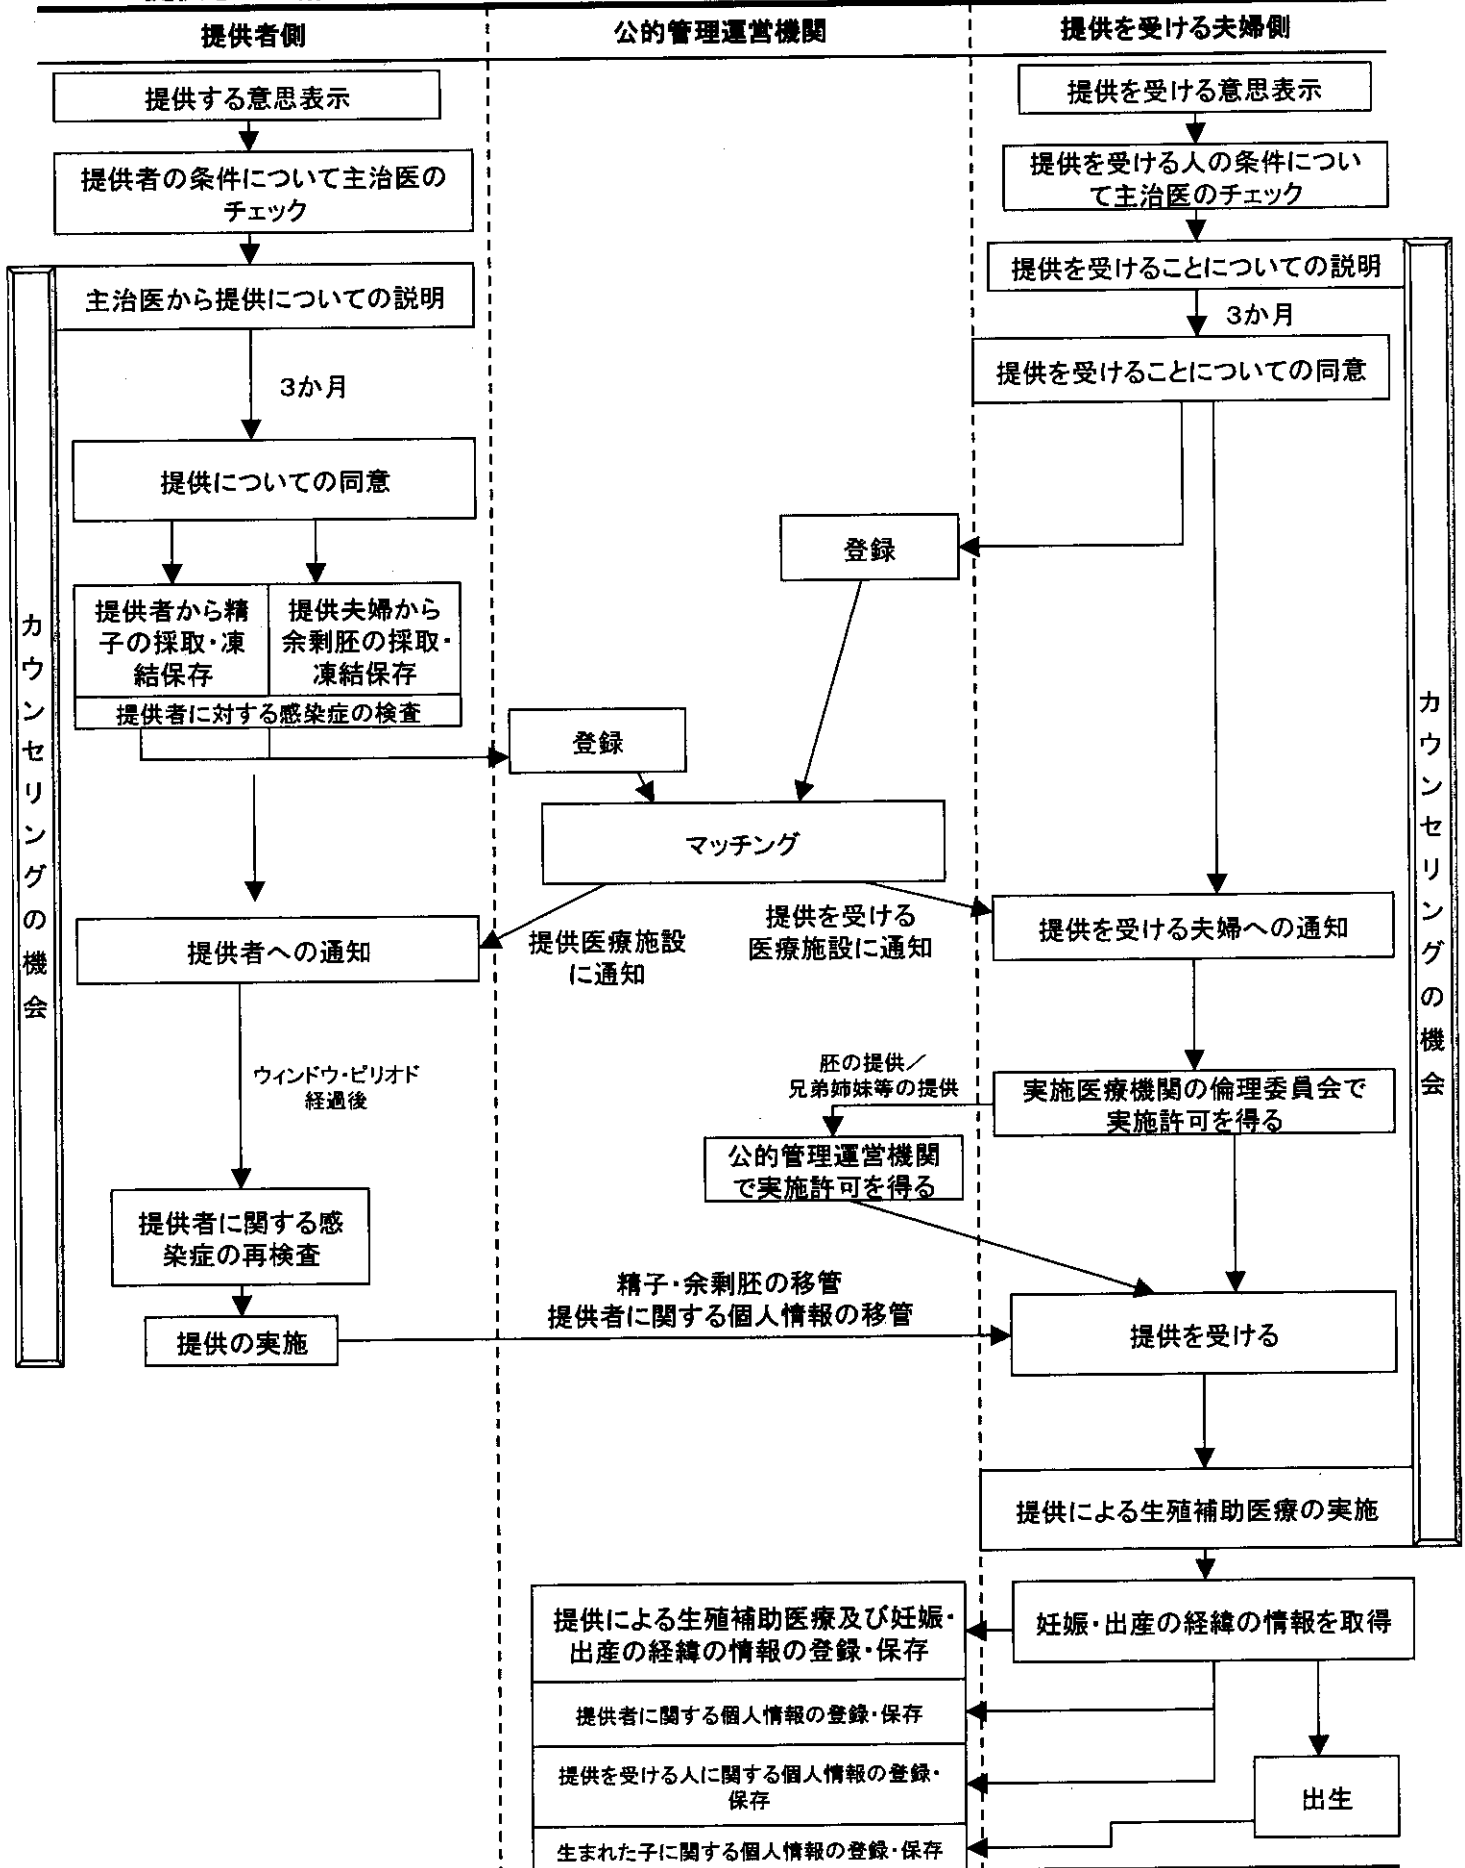 提供者側
公的管理運営機関
提供を受ける夫婦側
提供する意思表示
提供者の条件について主治医の
チェック
主治医から提供についての説明
3か月
提供についての同意
提供者から精
子の採取・凍
結保存
提供夫婦から
余剰胚の採取・
凍結保存
提供者に対する感染症の検査
提供を受ける意思表示
提供を受ける人の条件につい
て主治医のチェック
提供を受けることについての説明
3か月
提供を受けることについての同意
登録
登録
マッチング
提供医療施設
に通知
提供を受ける
医療施設に通知
提供者への通知
提供を受ける夫婦への通知
ウィンドウ・ピリオド
経過後
胚の提供／
兄弟姉妹等の提供
実施医療機関の倫理委員会で
実施許可を得る
公的管理運営機関
で実施許可を得る
提供者に関する感
染症の再検査
提供の実施
精子・余剰胚の移管
提供者に関する個人情報の移管
提供を受ける
提供による生殖補助医療の実施
妊娠・出産の経緯の情報を取得
提供による生殖補助医療及び妊娠・
出産の経緯の情報の登録・保存
提供者に関する個人情報の登録・保存
提供を受ける人に関する個人情報の登録・
保存
出生
生まれた子に関する個人情報の登録・保存
カウンセリングの機会
カウンセリングの機会